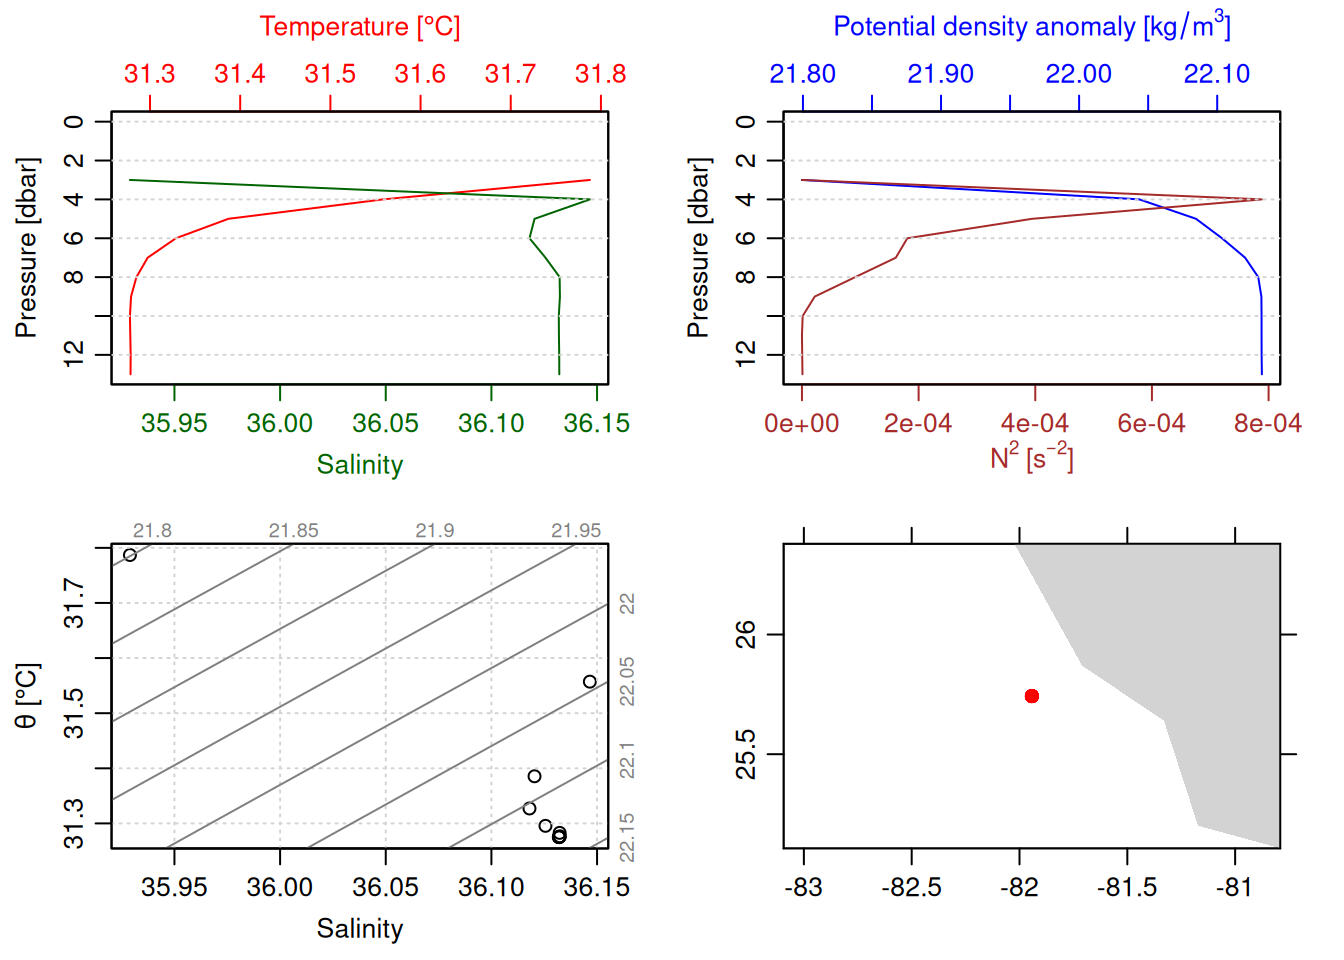 Temperature [°C]
31.3 31.4 31.5 31.6 31.7 31.8
Pressure [dbar]
0
2
4
6
8
12
35.95 36.00 36.05 36.10 36.15
Salinity
Potential density anomaly [kg/m³]
21.80 21.90 22.00 22.10
Pressure [dbar]
0
2
4
6
8
12
0e+00 2e-04 4e-04 6e-04 8e-04
N² [s⁻²]
21.8 21.85 21.9 21.95
22
22.05
22.1
22.15
θ [°C]
31.7
31.5
31.3
35.95 36.00 36.05 36.10 36.15
Salinity
26
25.5
-83 -82.5 -82 -81.5 -81